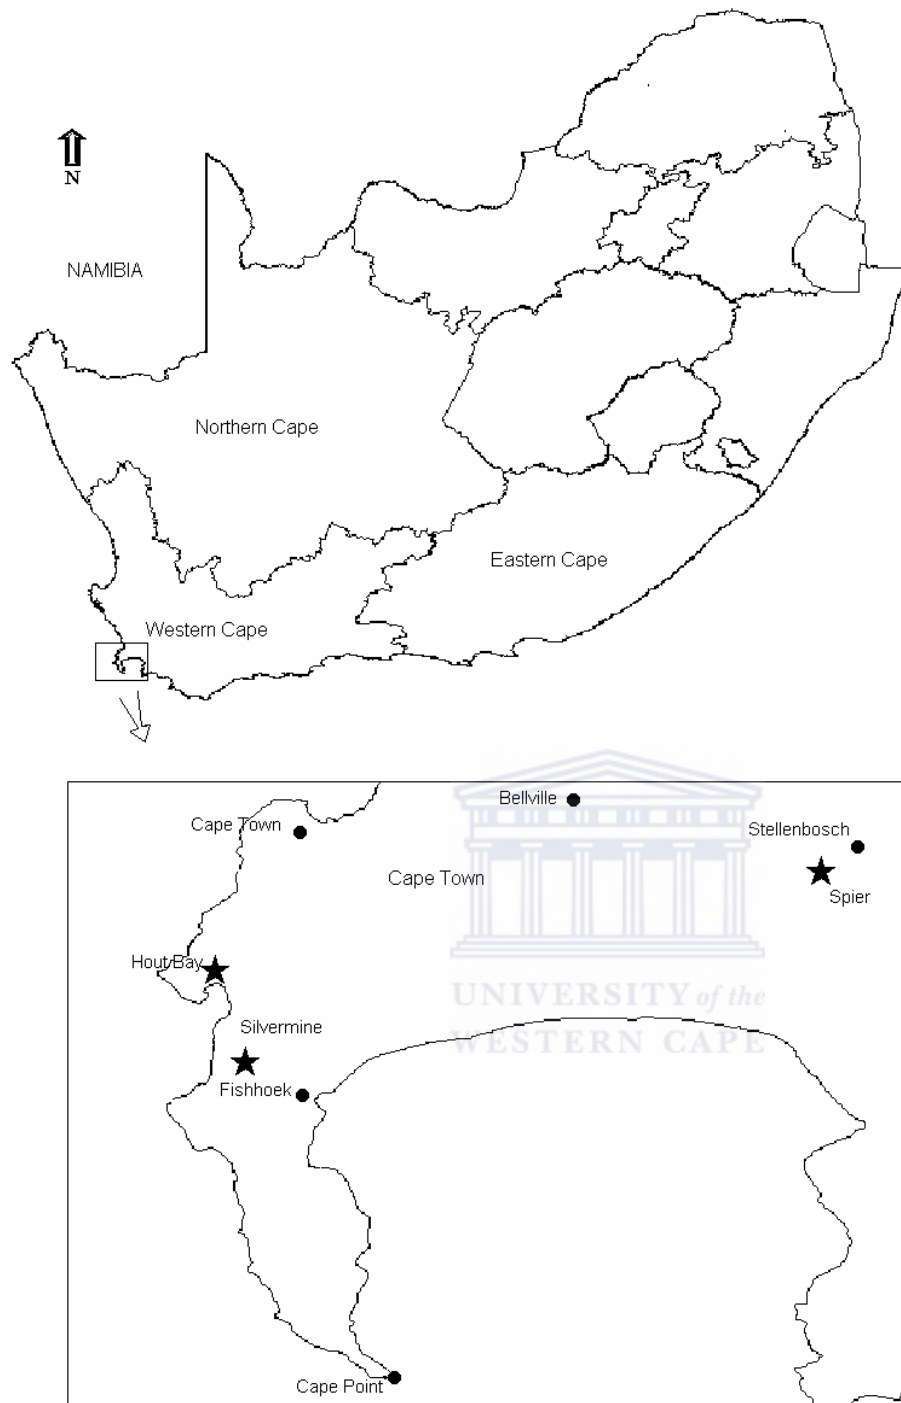 N
NAMIBIA
Northern Cape
Eastern Cape
Western Cape
Bellville
Cape Town
Stellenbosch
Cape Town
Spier
Hout Bay
UNIVERSITY of the
WESTERN CAPE
Silvermine
Fishhoek
Cape Point